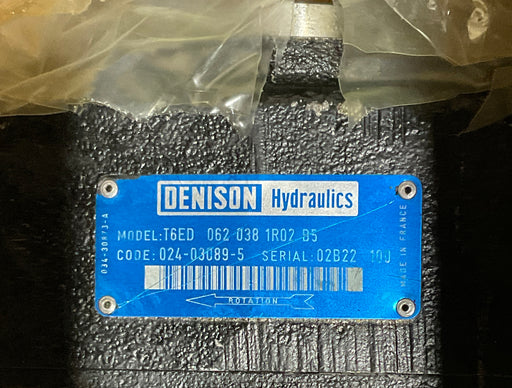 DENISON Hydraulics
MODEL: T6ED 062 038 1R02 B5
CODE: 024-03089-5 SERIAL: 02B22 10J
ROTATION
034-30873-A
MADE IN FRANCE